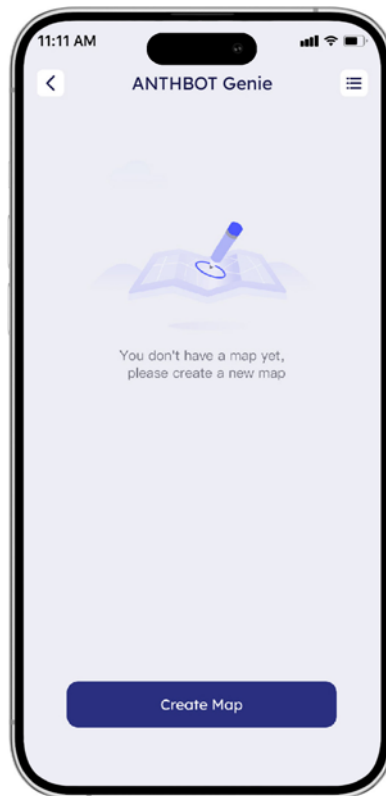 11:11 AM
ANTHBOT Genie
You don't have a map yet,
please create a new map
Create Map